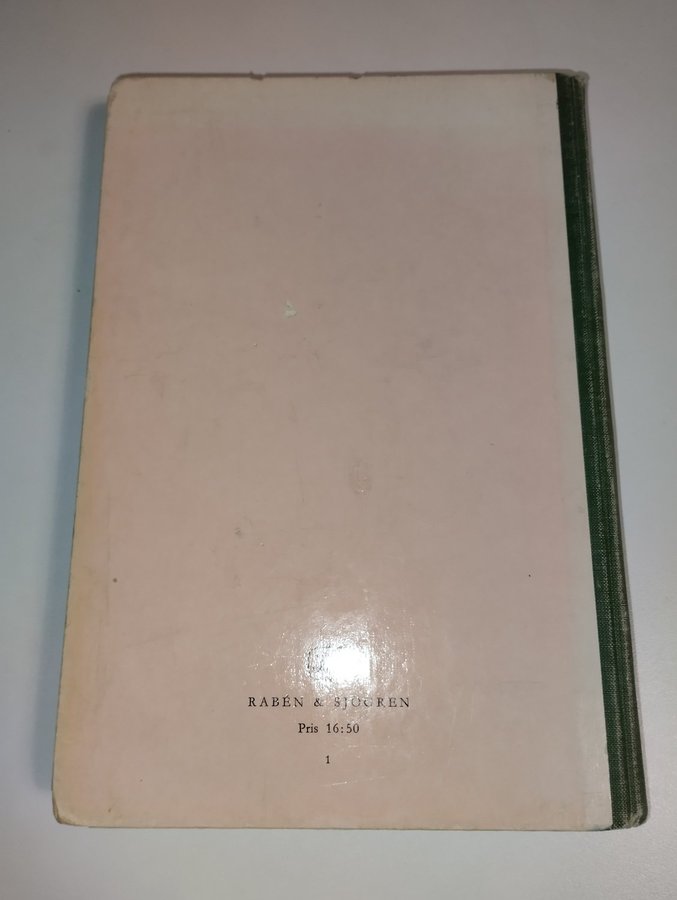 RABÉN & SJÖGREN
Pris 16:50
1